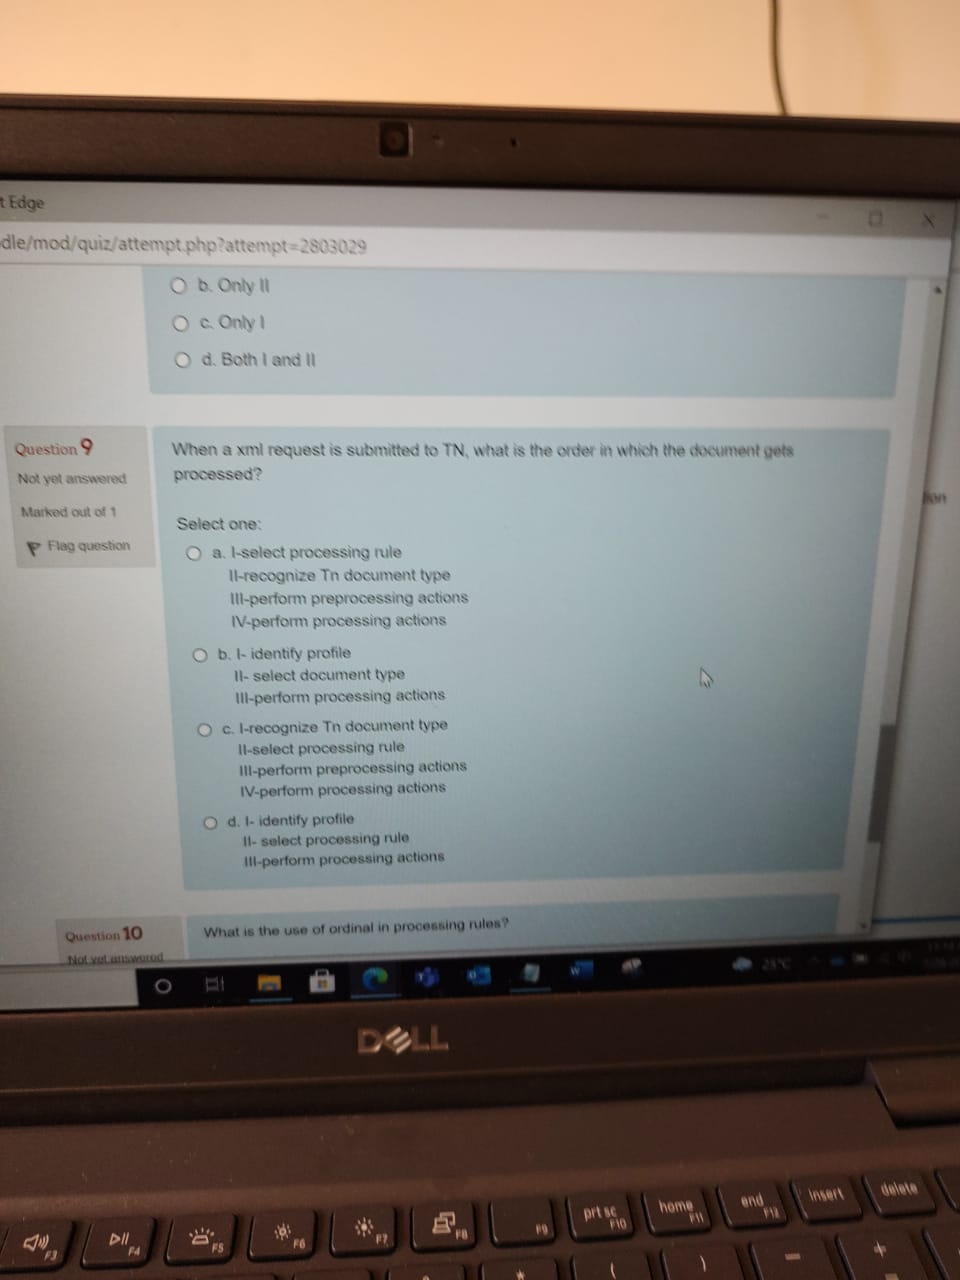 t Edge
dle/mod/quiz/attempt.php?attempt=2803029
b. Only II
c. Only I
d. Both I and II
Question 9
Not yet answered
Marked out of 1
Flag question
When a xml request is submitted to TN, what is the order in which the document gets
processed?
Select one:
a. I-select processing rule
II-recognize Tn document type
III-perform preprocessing actions
IV-perform processing actions
b. I- identify profile
II- select document type
III-perform processing actions
c. I-recognize Tn document type
II-select processing rule
III-perform preprocessing actions
IV-perform processing actions
d. I- identify profile
II- select processing rule
III-perform processing actions
Question 10
Not yet answered
What is the use of ordinal in processing rules?
25°C
DELL
F3
F4
F5
F6
F7
F8
F9
prt sc
F10
home
F11
end
F12
insert
delete